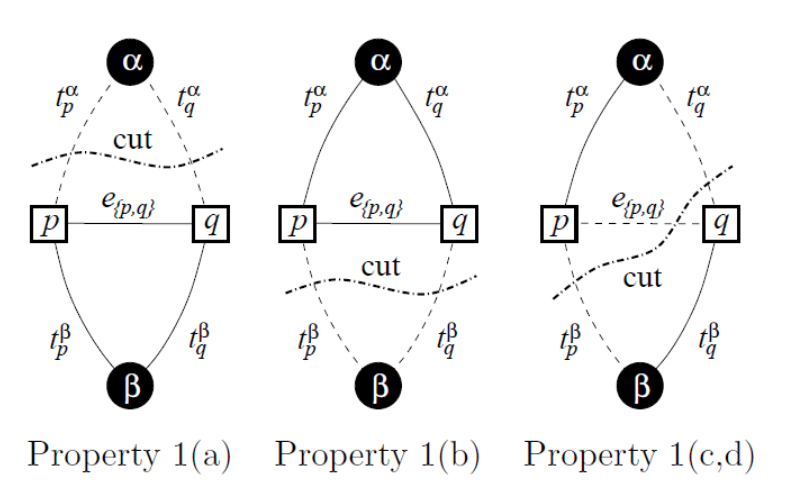 α α α
t_p^α t_q^α t_p^α t_q^α t_p^α t_q^α
cut
e_{p,q} e_{p,q} e_{p,q}
p q p q p q
cut cut
t_p^β t_q^β t_p^β t_q^β t_p^β t_q^β
β β β
Property 1(a) Property 1(b) Property 1(c,d)